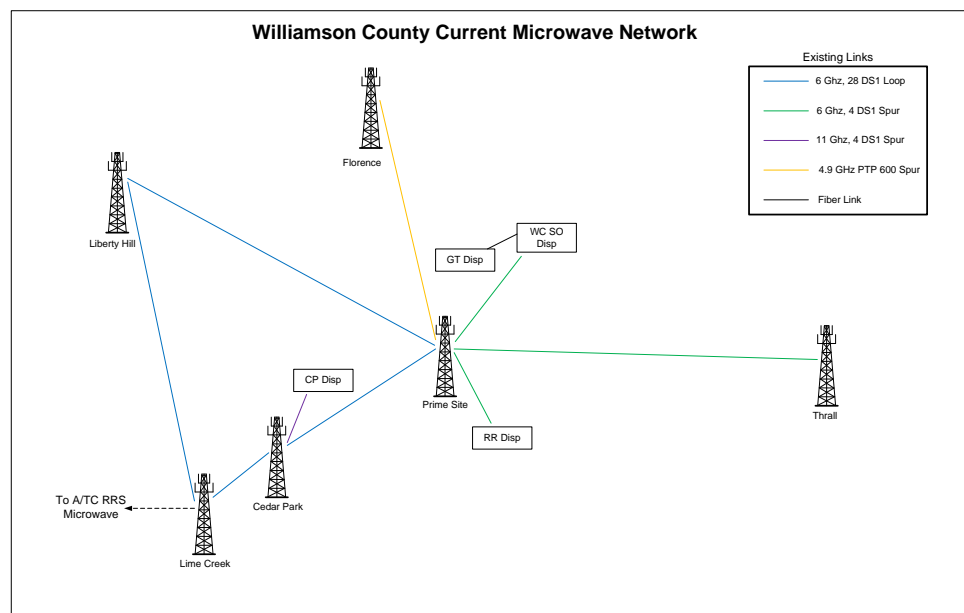 Williamson County Current Microwave Network
Existing Links
6 Ghz, 28 DS1 Loop
6 Ghz, 4 DS1 Spur
11 Ghz, 4 DS1 Spur
4.9 GHz PTP 600 Spur
Fiber Link
Florence
Liberty Hill
WC SO
Disp
GT Disp
CP Disp
Prime Site
Thrall
RR Disp
Cedar Park
To A/TC RRS
Microwave
Lime Creek